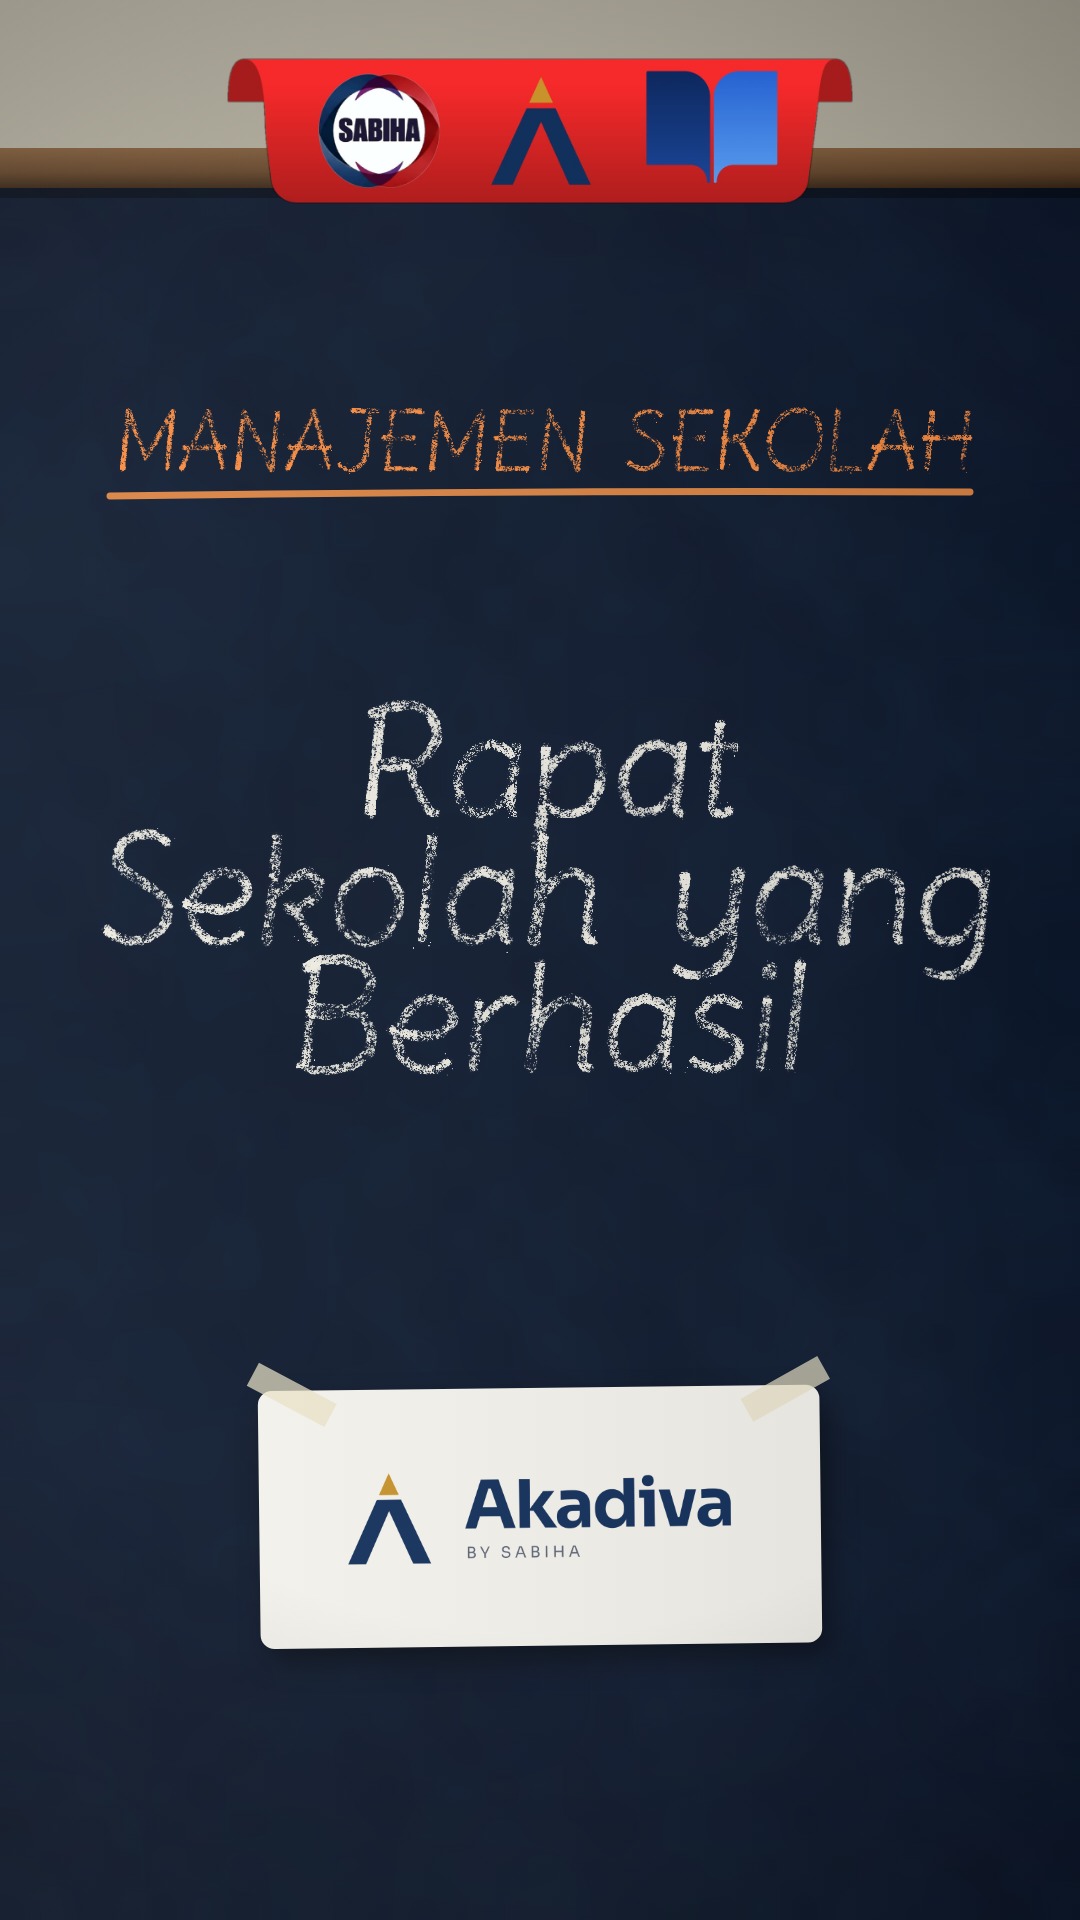 SABIHA
MANAJEMEN SEKOLAH
Rapat
Sekolah yang
Berhasil
Akadiva
BY SABIHA